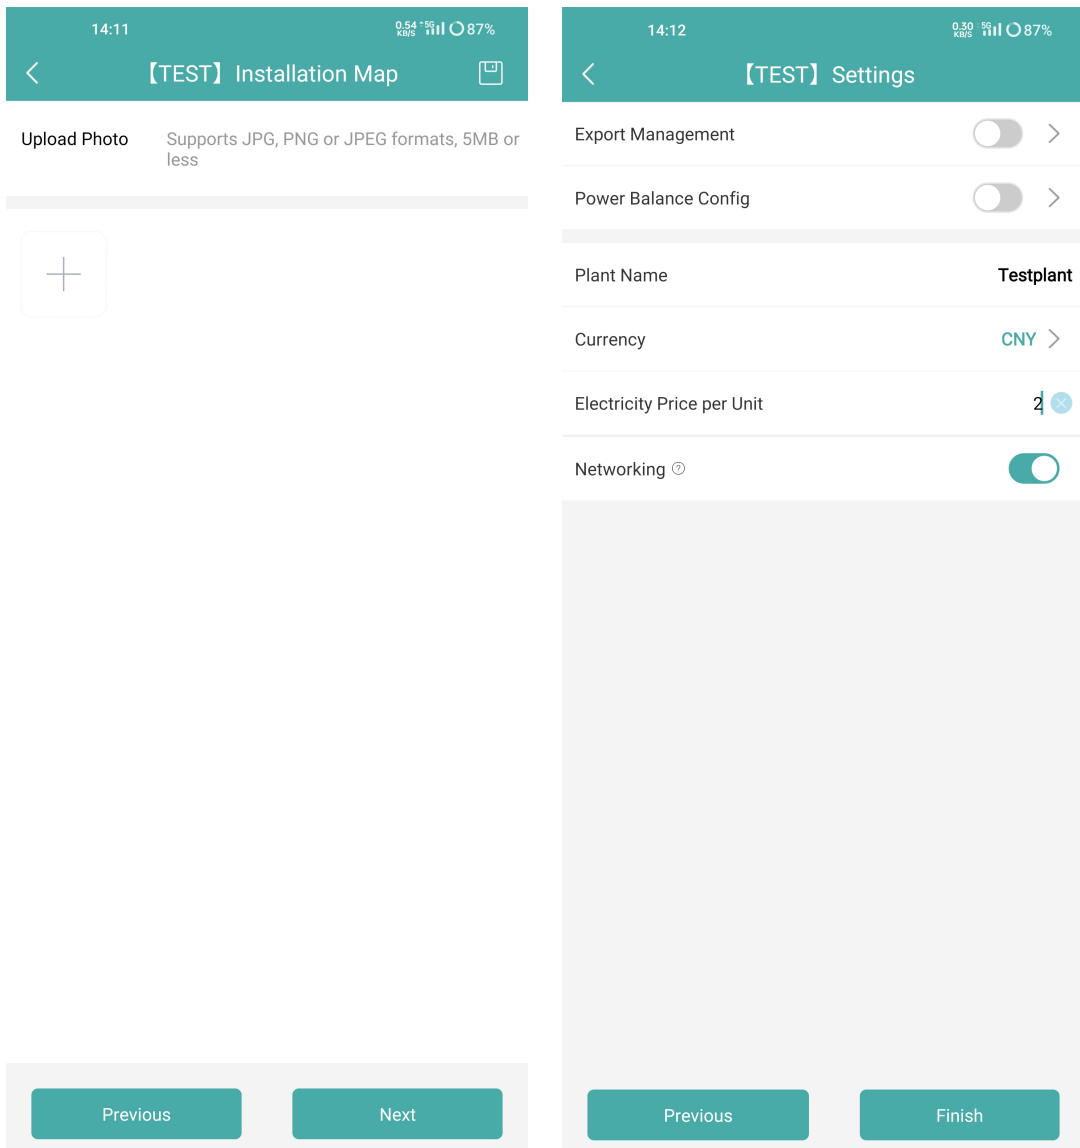 14:11
0.54 KB/S 5G 87%
【TEST】 Installation Map
Upload Photo
Supports JPG, PNG or JPEG formats, 5MB or
less
Previous
Next
14:12
0.30 KB/S 5G 87%
【TEST】 Settings
Export Management
Power Balance Config
Plant Name
Testplant
Currency
CNY
Electricity Price per Unit
2
Networking ?
Previous
Finish